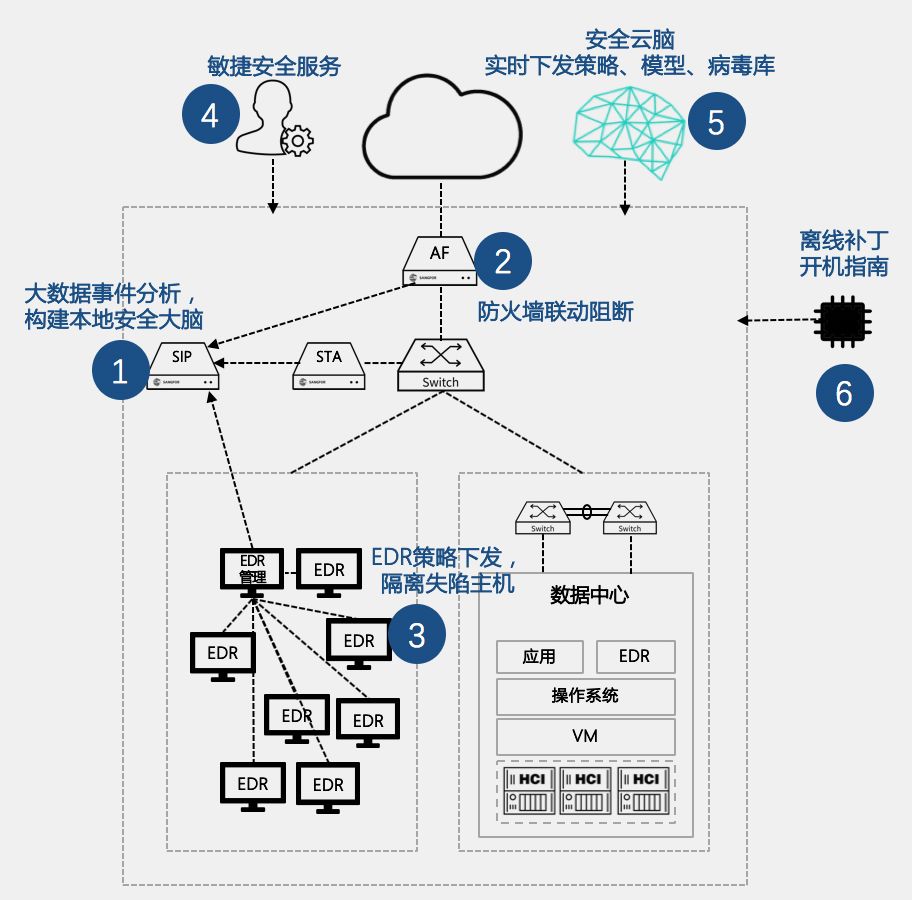 安全云脑
实时下发策略、模型、病毒库
敏捷安全服务
4
5
AF
SANGFOR
2
离线补丁
开机指南
6
大数据事件分析，
构建本地安全大脑
防火墙联动阻断
1
SIP
SANGFOR
STA
SANGFOR
Switch
Switch
Switch
EDR
管理
EDR
EDR策略下发，
隔离失陷主机
3
EDR
EDR
EDR
EDR
EDR
EDR
数据中心
应用
EDR
操作系统
VM
HCI
HCI
HCI